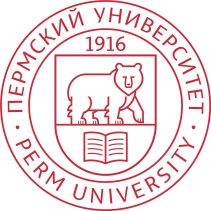 · ПЕРМСКИЙ УНИВЕРСИТЕТ ·
1916
PERM UNIVERSITY